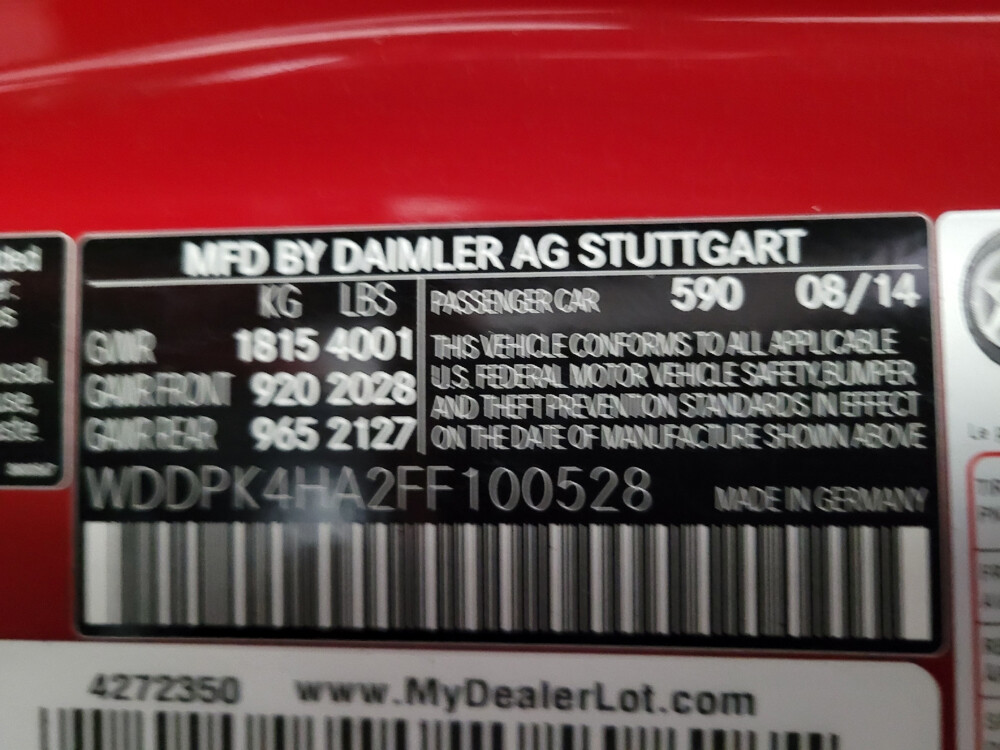 MFD BY DAIMLER AG STUTTGART
KG LBS
GVWR 1815 4001
GAWR FRONT 920 2028
GAWR REAR 965 2127
PASSENGER CAR 590 08/14
THIS VEHICLE CONFORMS TO ALL APPLICABLE
U.S. FEDERAL MOTOR VEHICLE SAFETY, BUMPER
AND THEFT PREVENTION STANDARDS IN EFFECT
ON THE DATE OF MANUFACTURE SHOWN ABOVE
WDDPK4HA2FF100528 MADE IN GERMANY
4272350 www.MyDealerLot.com